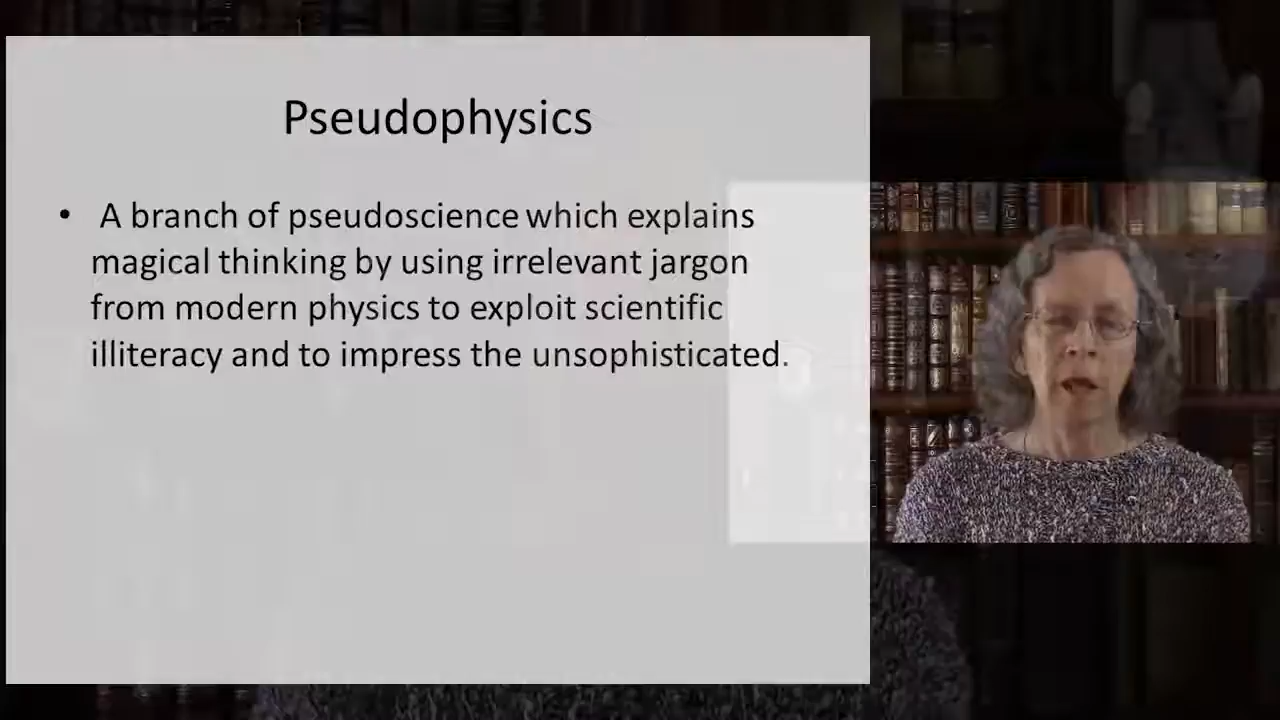 Pseudophysics
• A branch of pseudoscience which explains
magical thinking by using irrelevant jargon
from modern physics to exploit scientific
illiteracy and to impress the unsophisticated.